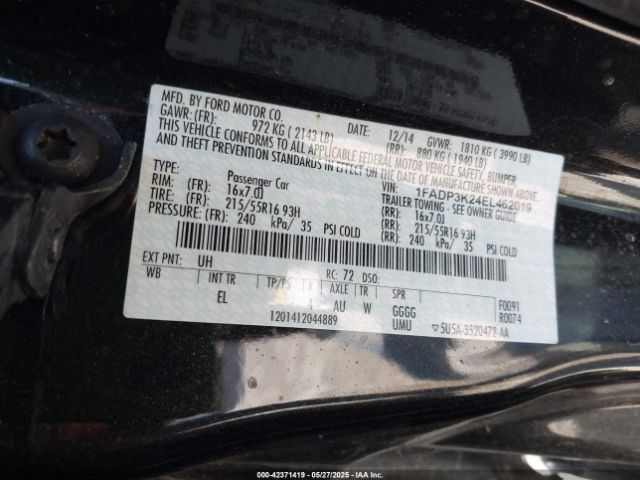 MFD. BY FORD MOTOR CO.
DATE: 12/14 GVWR: 1810 KG ( 3990 LB)
GAWR: (FR): 972 KG ( 2143 LB) (RR): 880 KG ( 1940 LB)
THIS VEHICLE CONFORMS TO ALL APPLICABLE FEDERAL MOTOR VEHICLE SAFETY, BUMPER
AND THEFT PREVENTION STANDARDS IN EFFECT ON THE DATE OF MANUFACTURE SHOWN ABOVE.
VIN: 1FADP3K24EL462019
TYPE: Passenger Car TRAILER TOWING - SEE OWNER MANUAL
RIM: (FR): 16x7.0J (RR): 16x7.0J
TIRE: (FR): 215/55R16 93H (RR): 215/55R16 93H
PRESSURE: (FR): 240 kPa/ 35 PSI COLD (RR): 240 kPa/ 35 PSI COLD
EXT PNT: UH RC: 72 DSO:
WB INT TR TP/PS R AXLE TR SPR
EL 4 AU W GGGG F0091
UMU R0074
1201412044889 5U5A-3520472-AA
000-42371419 05/27/2025 IAA Inc.